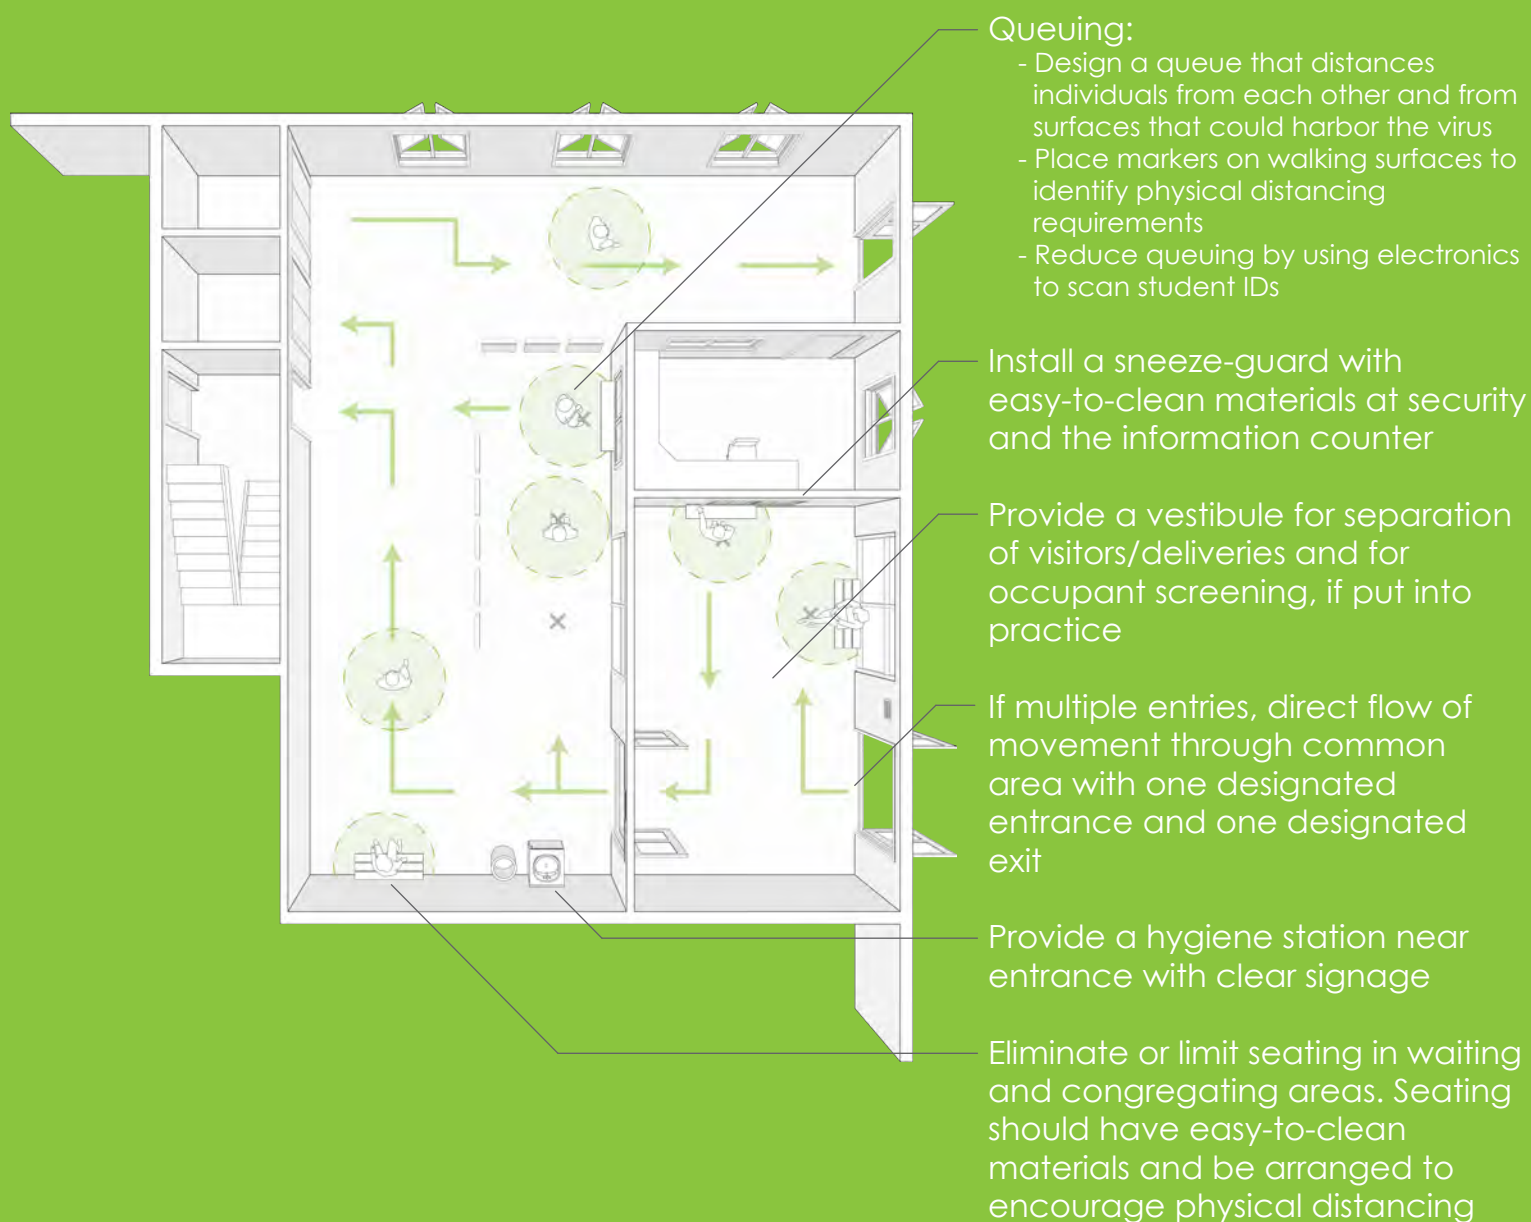 Queuing:
- Design a queue that distances
individuals from each other and from
surfaces that could harbor the virus
- Place markers on walking surfaces to
identify physical distancing
requirements
- Reduce queuing by using electronics
to scan student IDs
Install a sneeze-guard with
easy-to-clean materials at security
and the information counter
Provide a vestibule for separation
of visitors/deliveries and for
occupant screening, if put into
practice
If multiple entries, direct flow of
movement through common
area with one designated
entrance and one designated
exit
Provide a hygiene station near
entrance with clear signage
Eliminate or limit seating in waiting
and congregating areas. Seating
should have easy-to-clean
materials and be arranged to
encourage physical distancing